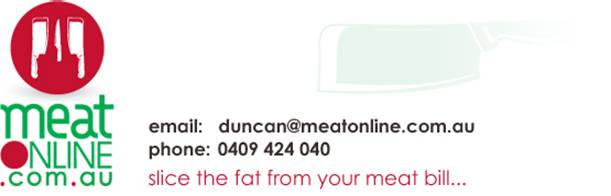 meat
ONLINE
.com.au
email: duncan@meatonline.com.au
phone: 0409 424 040
slice the fat from your meat bill...